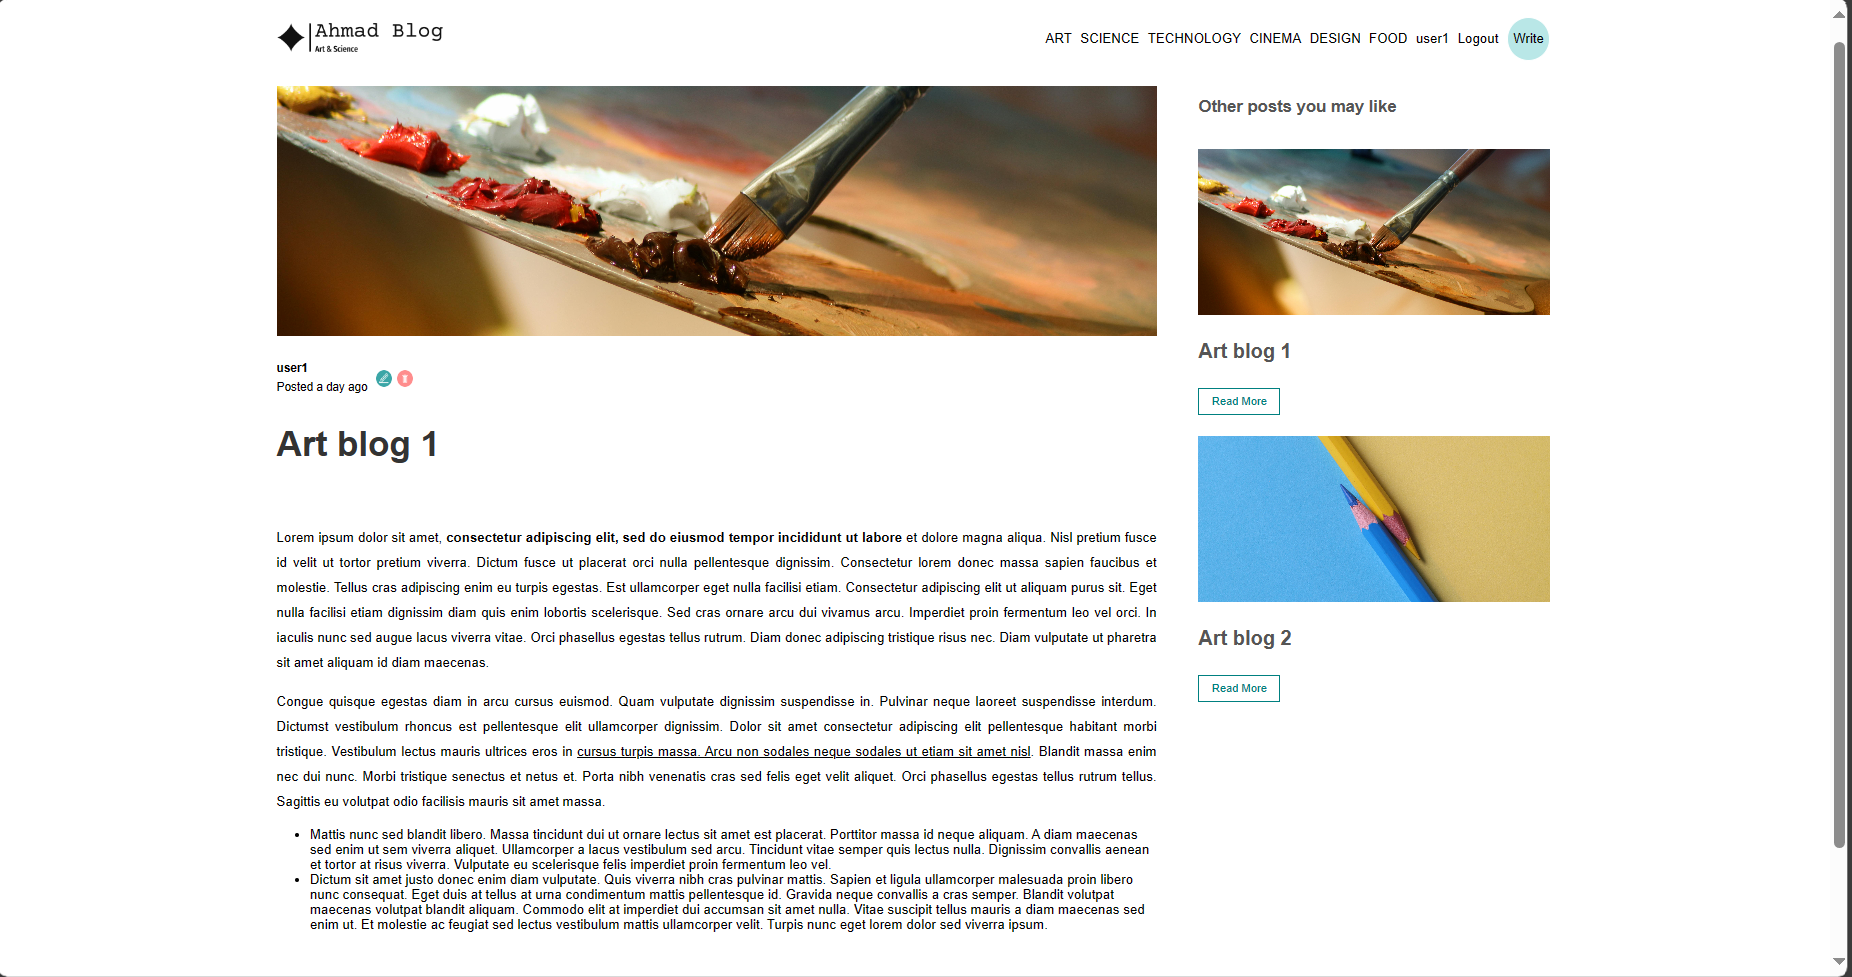 Ahmad Blog
Art & Science
ART SCIENCE TECHNOLOGY CINEMA DESIGN FOOD user1 Logout Write
user1
Posted a day ago
Art blog 1
Lorem ipsum dolor sit amet, consectetur adipiscing elit, sed do eiusmod tempor incididunt ut labore et dolore magna aliqua. Nisl pretium fusce
id velit ut tortor pretium viverra. Dictum fusce ut placerat orci nulla pellentesque dignissim. Consectetur lorem donec massa sapien faucibus et
molestie. Tellus cras adipiscing enim eu turpis egestas. Est ullamcorper eget nulla facilisi etiam. Consectetur adipiscing elit ut aliquam purus sit. Eget
nulla facilisi etiam dignissim diam quis enim lobortis scelerisque. Sed cras ornare arcu dui vivamus arcu. Imperdiet proin fermentum leo vel orci. In
iaculis nunc sed augue lacus viverra vitae. Orci phasellus egestas tellus rutrum. Diam donec adipiscing tristique risus nec. Diam vulputate ut pharetra
sit amet aliquam id diam maecenas.
Congue quisque egestas diam in arcu cursus euismod. Quam vulputate dignissim suspendisse in. Pulvinar neque laoreet suspendisse interdum.
Dictumst vestibulum rhoncus est pellentesque elit ullamcorper dignissim. Dolor sit amet consectetur adipiscing elit pellentesque habitant morbi
tristique. Vestibulum lectus mauris ultrices eros in cursus turpis massa. Arcu non sodales neque sodales ut etiam sit amet nisl. Blandit massa enim
nec dui nunc. Morbi tristique senectus et netus et. Porta nibh venenatis cras sed felis eget velit aliquet. Orci phasellus egestas tellus rutrum tellus.
Sagittis eu volutpat odio facilisis mauris sit amet massa.
• Mattis nunc sed blandit libero. Massa tincidunt dui ut ornare lectus sit amet est placerat. Porttitor massa id neque aliquam. A diam maecenas
sed enim ut sem viverra aliquet. Ullamcorper a lacus vestibulum sed arcu. Tincidunt vitae semper quis lectus nulla. Dignissim convallis aenean
et tortor at risus viverra. Vulputate eu scelerisque felis imperdiet proin fermentum leo vel.
• Dictum sit amet justo donec enim diam vulputate. Quis viverra nibh cras pulvinar mattis. Sapien et ligula ullamcorper malesuada proin libero
nunc consequat. Eget duis at tellus at urna condimentum mattis pellentesque id. Gravida neque convallis a cras semper. Blandit volutpat
maecenas volutpat blandit aliquam. Commodo elit at imperdiet dui accumsan sit amet nulla. Vitae suscipit tellus mauris a diam maecenas sed
enim ut. Et molestie ac feugiat sed lectus vestibulum mattis ullamcorper velit. Turpis nunc eget lorem dolor sed viverra ipsum.
Other posts you may like
Art blog 1
Read More
Art blog 2
Read More